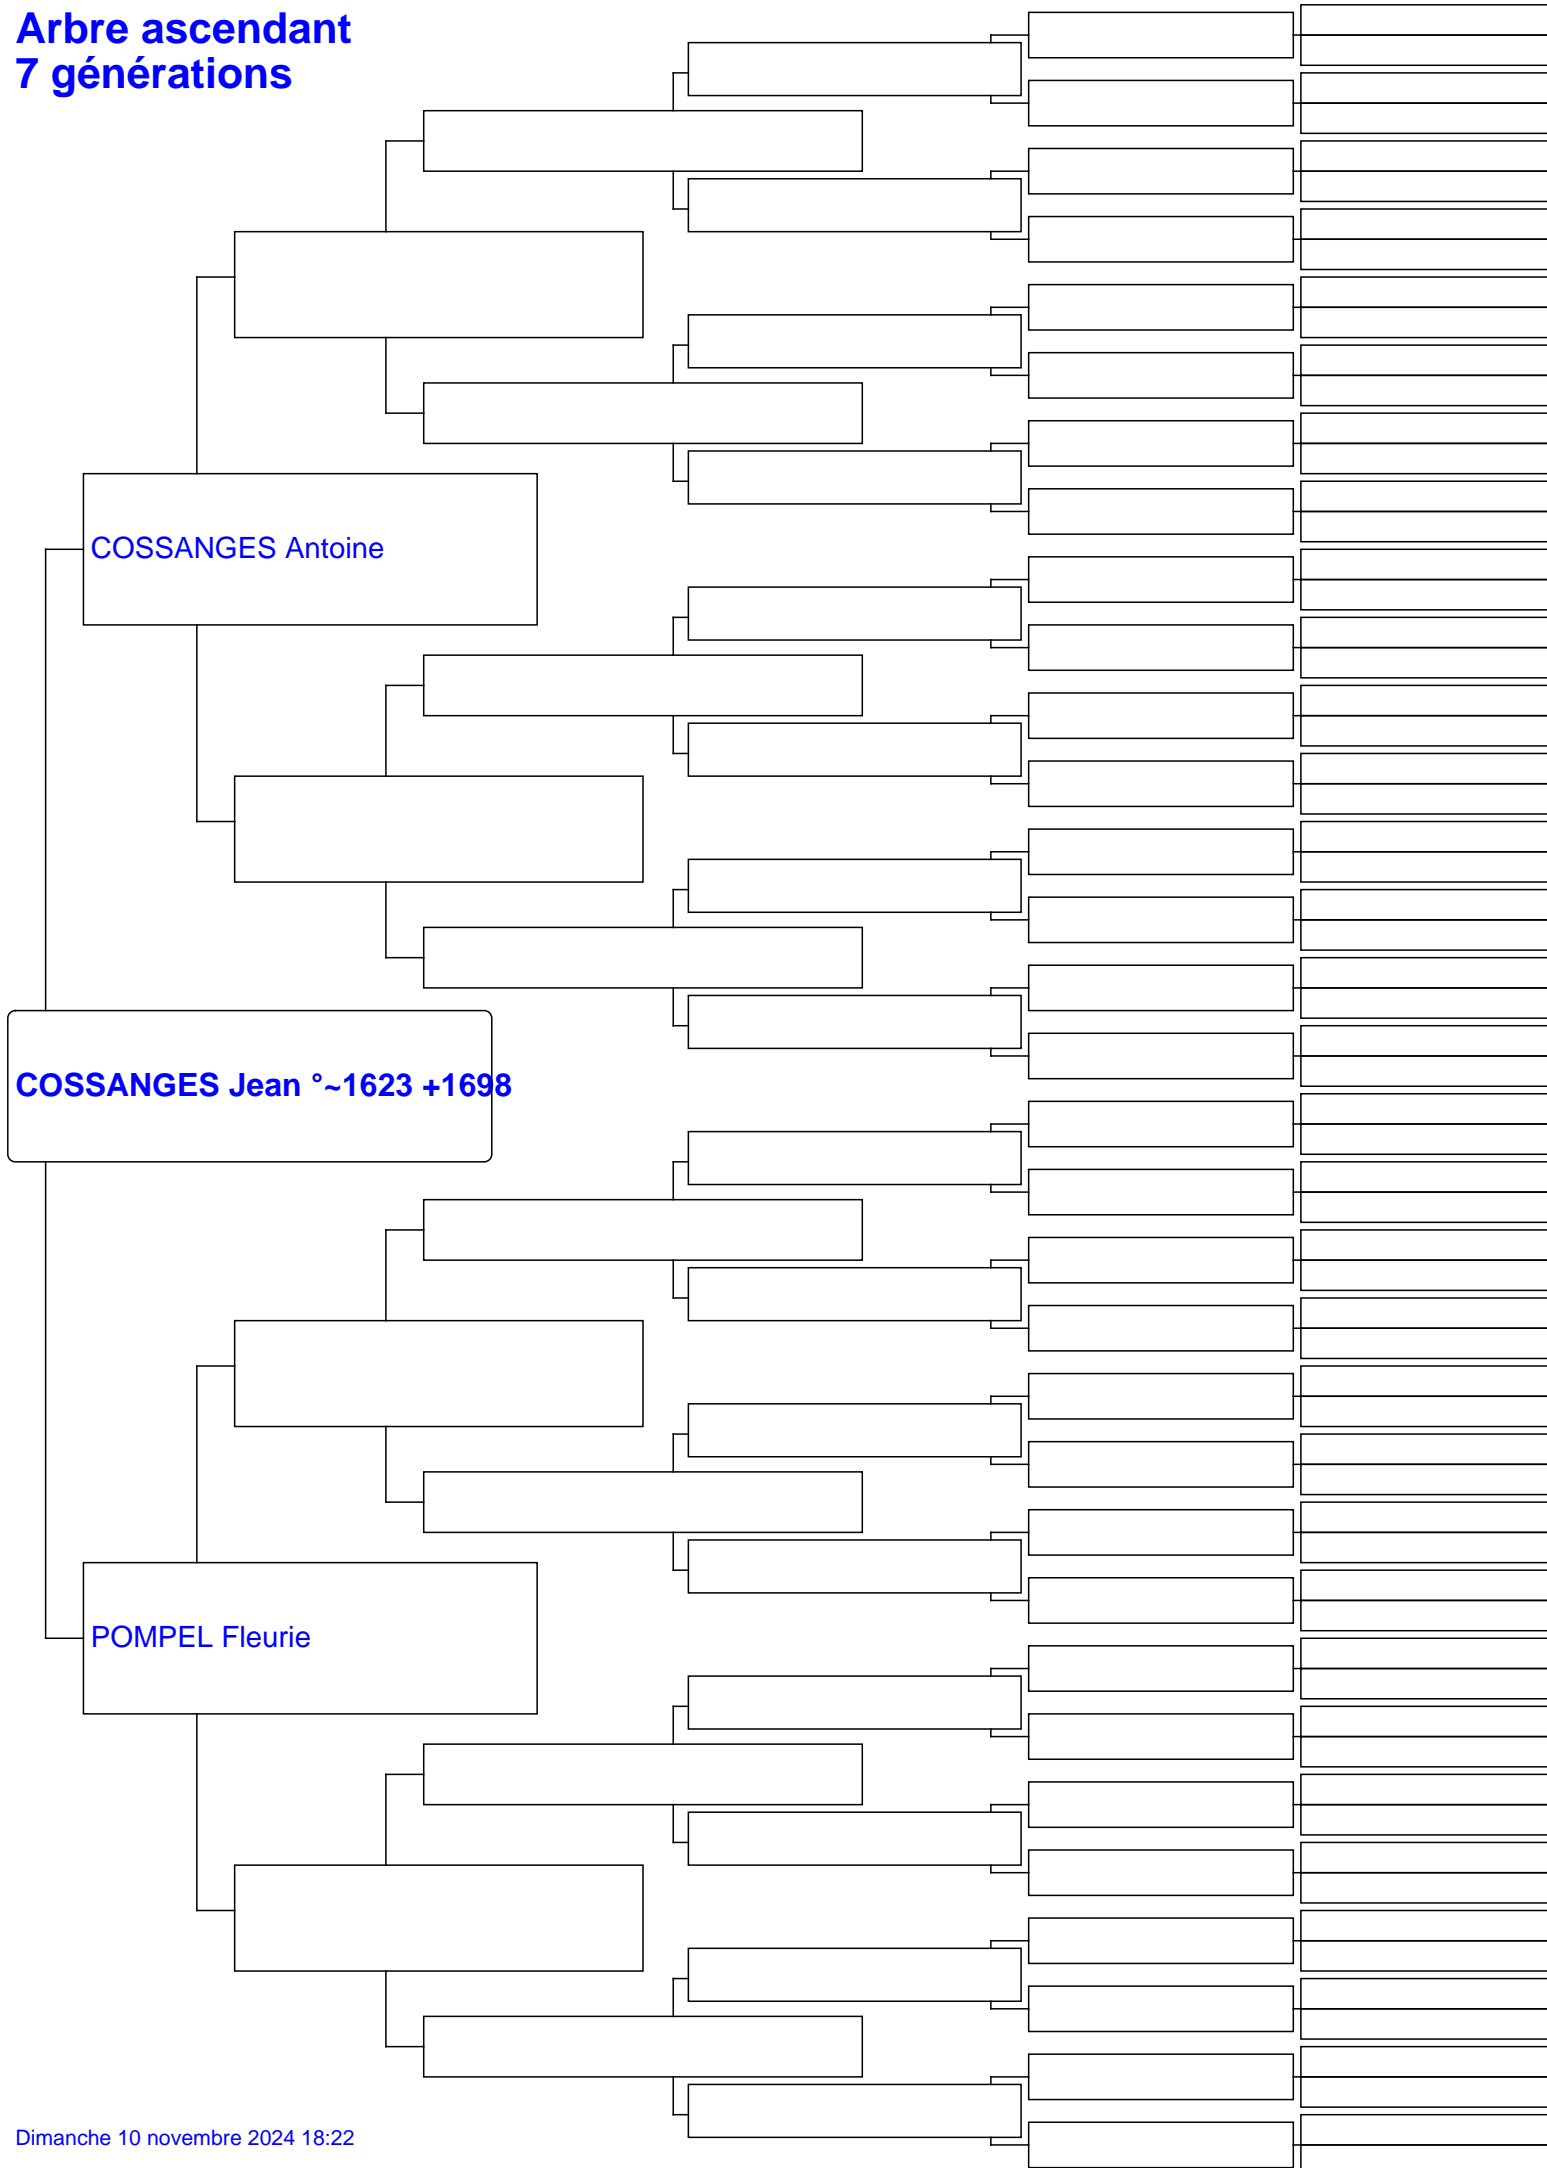 Arbre ascendant
7 générations
COSSANGES Antoine
COSSANGES Jean °~1623 +1698
POMPEL Fleurie
Dimanche 10 novembre 2024 18:22